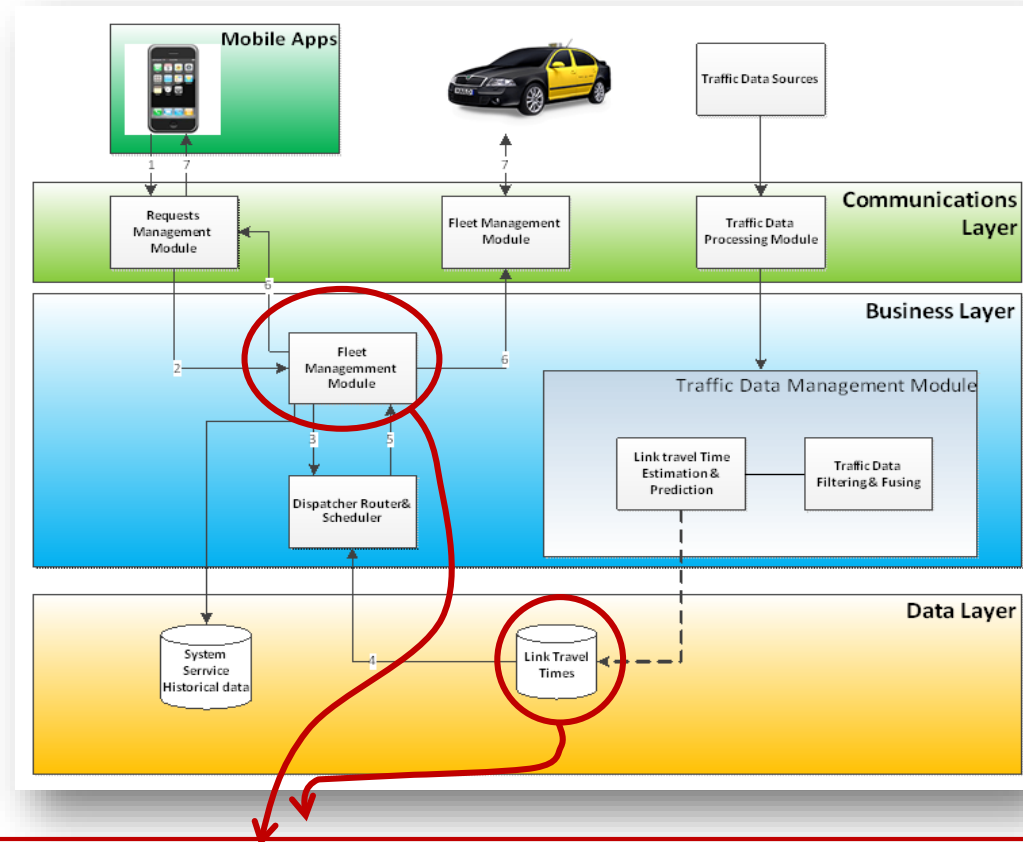 Mobile Apps
Traffic Data Sources
1
7
7
Communications
Layer
Requests
Management
Module
Fleet Management
Module
Traffic Data
Processing Module
6
Business Layer
Fleet
Managemment
Module
2
6
Traffic Data Management Module
3
5
Link travel Time
Estimation &
Prediction
Traffic Data
Filtering & Fusing
Dispatcher Router&
Scheduler
Data Layer
System
Serrvice
Historical data
4
Link Travel
Times